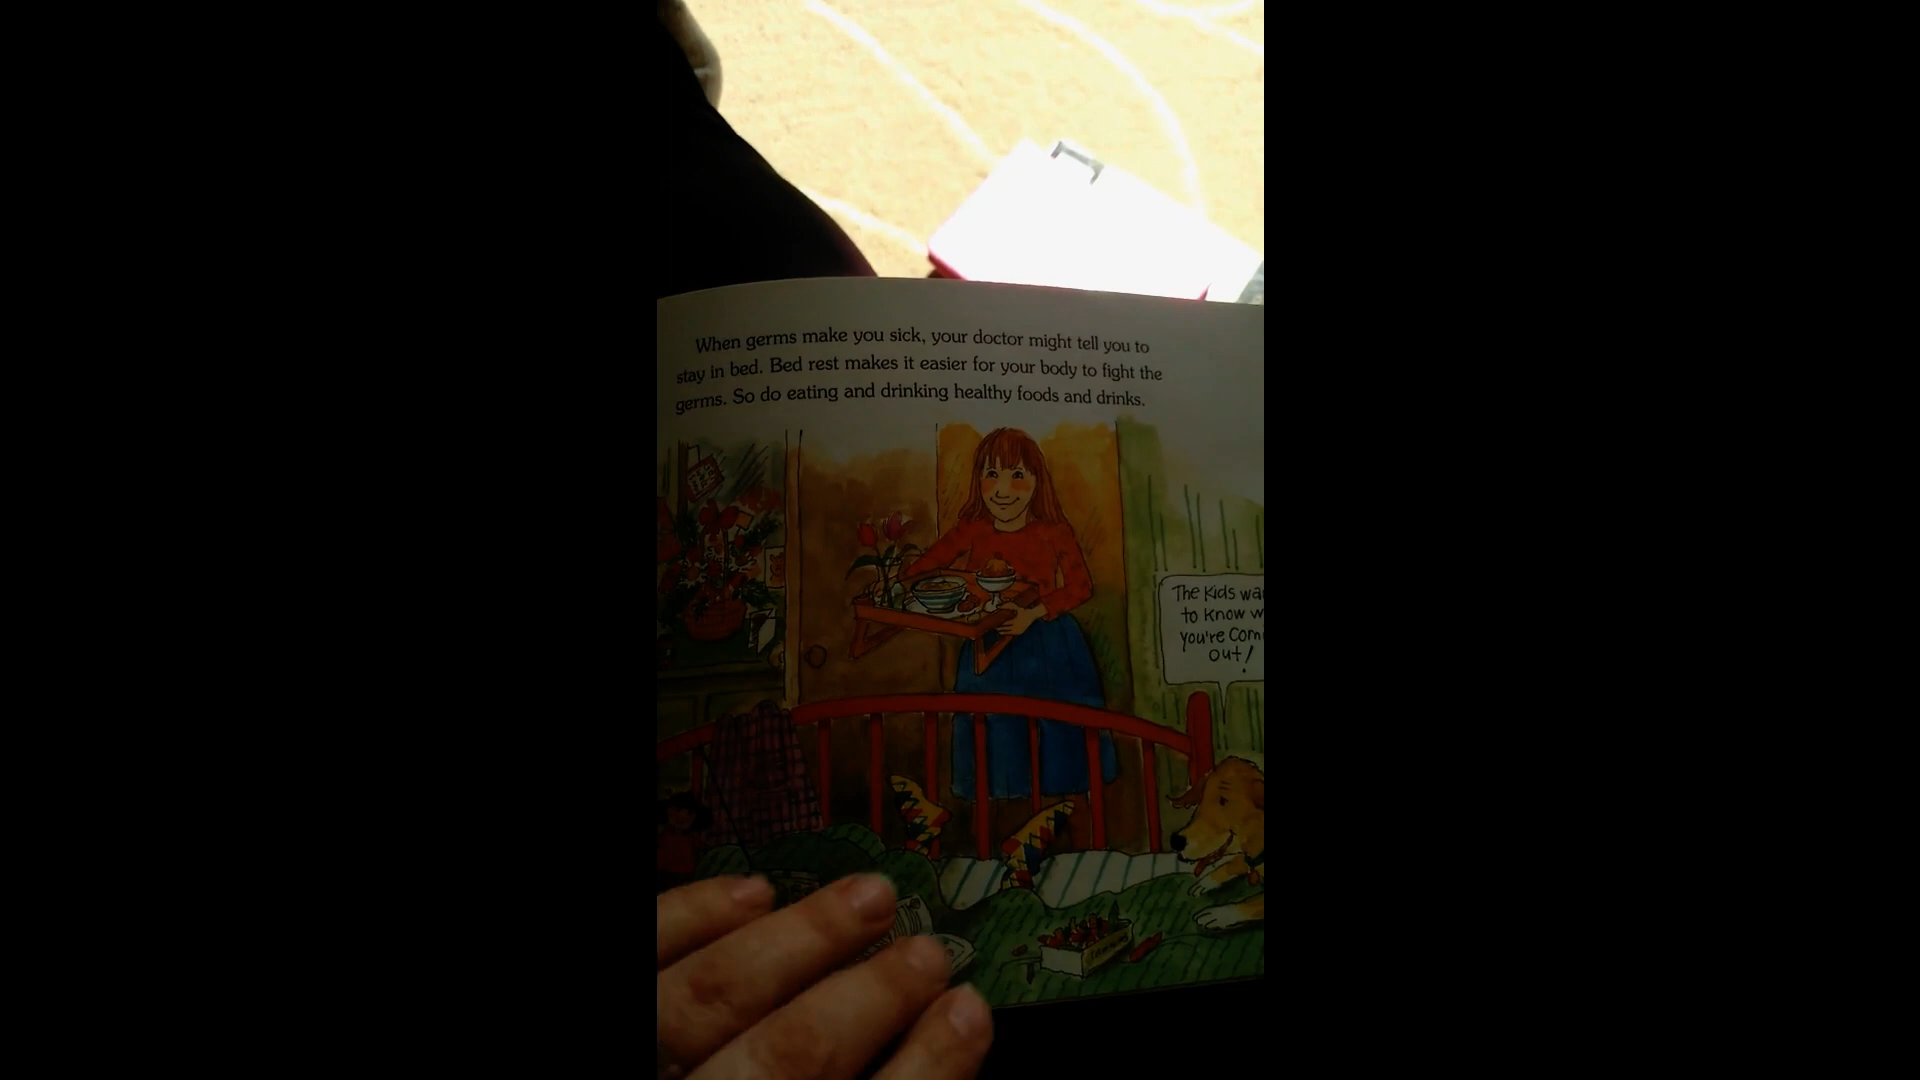 When germs make you sick, your doctor might tell you to
stay in bed. Bed rest makes it easier for your body to fight the
germs. So do eating and drinking healthy foods and drinks.
The Kids
to know
you're
out!